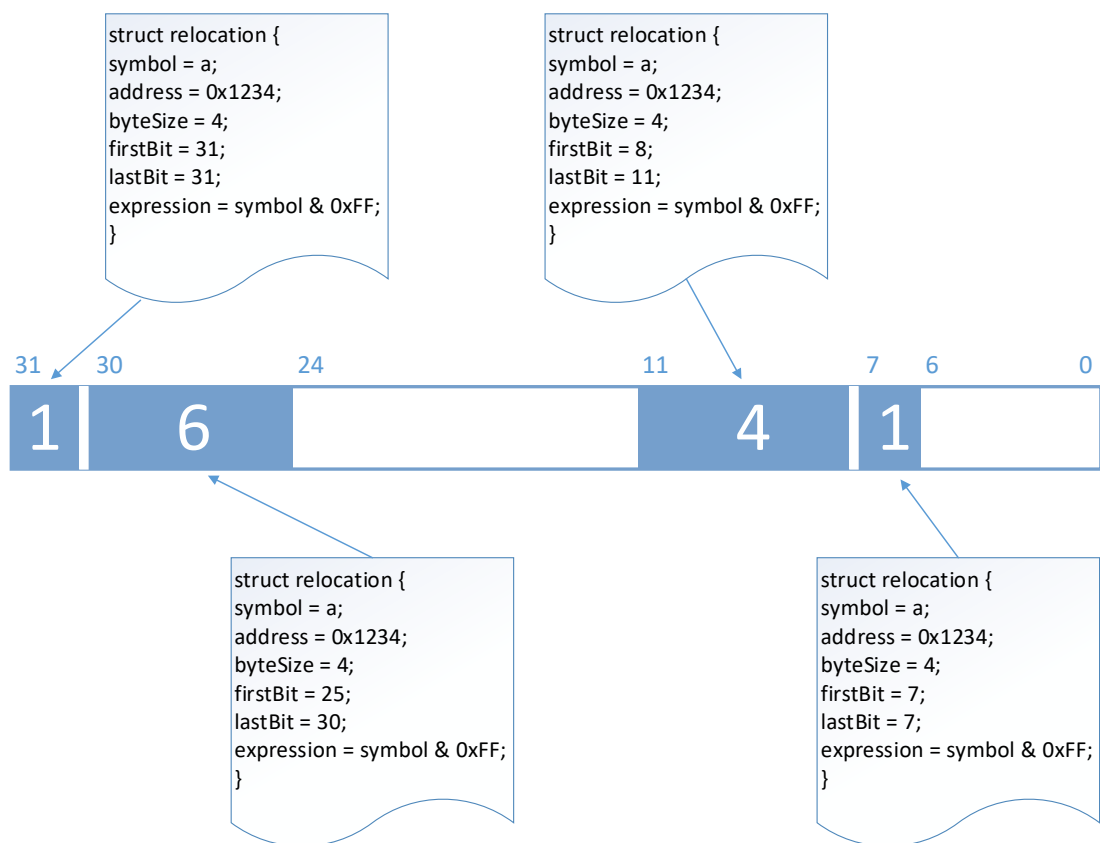 struct relocation {
symbol = a;
address = 0x1234;
byteSize = 4;
firstBit = 31;
lastBit = 31;
expression = symbol & 0xFF;
}
struct relocation {
symbol = a;
address = 0x1234;
byteSize = 4;
firstBit = 8;
lastBit = 11;
expression = symbol & 0xFF;
}
31 30 24 11 7 6 0
1 6 4 1
struct relocation {
symbol = a;
address = 0x1234;
byteSize = 4;
firstBit = 25;
lastBit = 30;
expression = symbol & 0xFF;
}
struct relocation {
symbol = a;
address = 0x1234;
byteSize = 4;
firstBit = 7;
lastBit = 7;
expression = symbol & 0xFF;
}